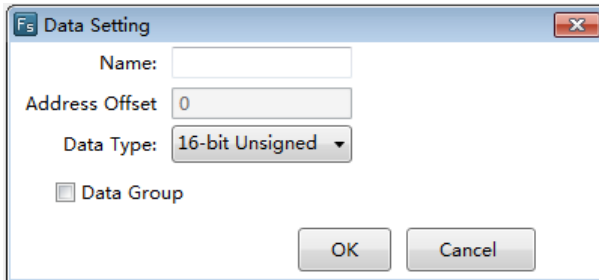 Fs Data Setting
Name:
Address Offset 0
Data Type: 16-bit Unsigned
Data Group
OK Cancel